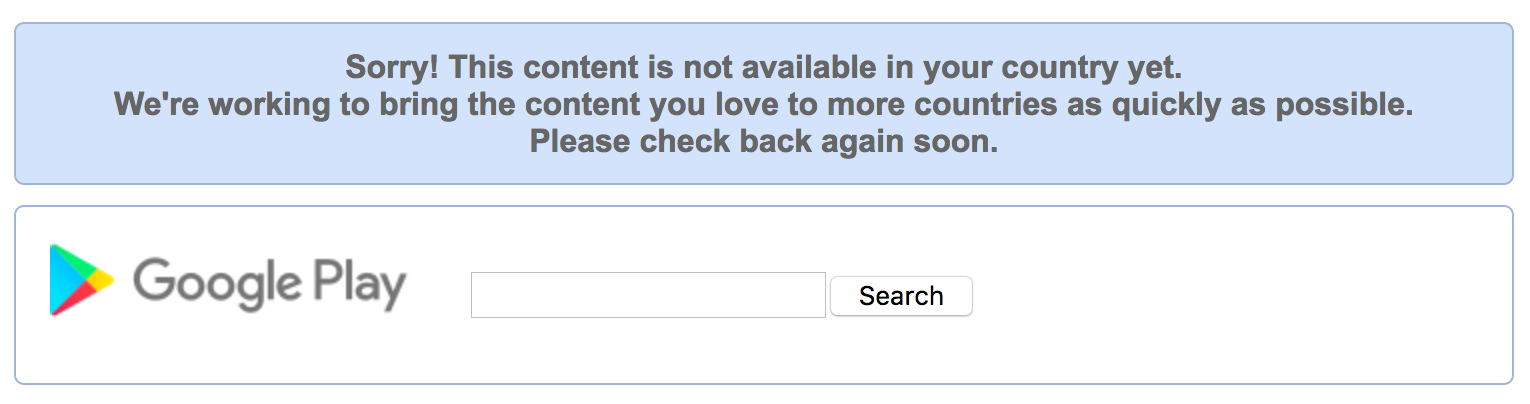 Sorry! This content is not available in your country yet.
We're working to bring the content you love to more countries as quickly as possible.
Please check back again soon.
Google Play
Search